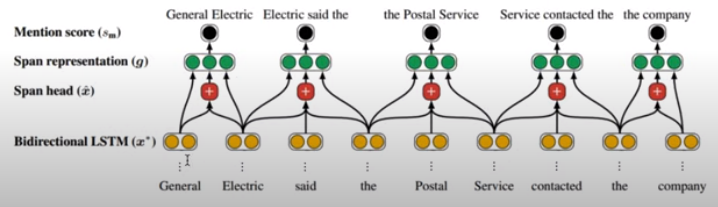 General Electric Electric said the the Postal Service Service contacted the the company
Mention score (sₘ)
Span representation (g)
Span head (x̂)
+ + + + +
Bidirectional LSTM (x*)
General Electric said the Postal Service contacted the company